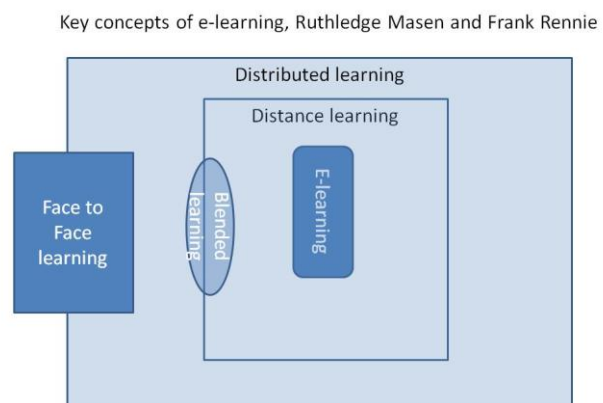 Key concepts of e-learning, Ruthledge Masen and Frank Rennie
Distributed learning
Distance learning
Face to
Face
learning
Blended
learning
E-learning